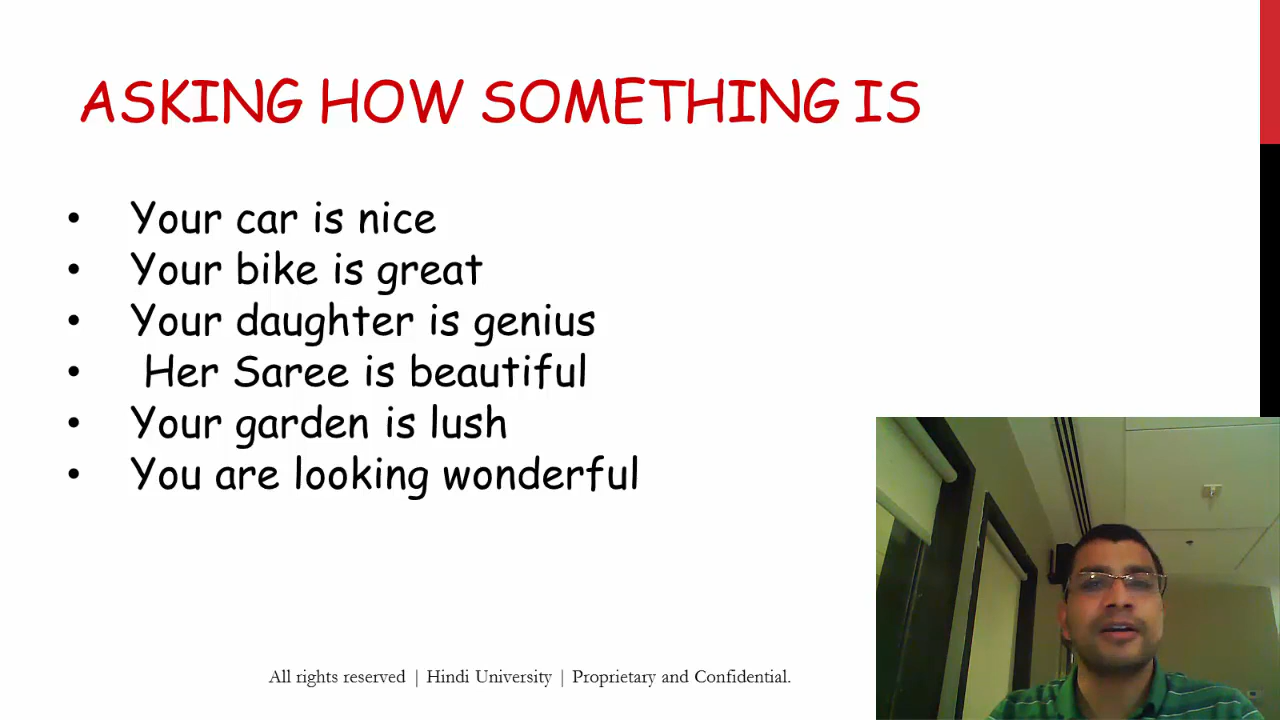 ASKING HOW SOMETHING IS
• Your car is nice
• Your bike is great
• Your daughter is genius
• Her Saree is beautiful
• Your garden is lush
• You are looking wonderful
All rights reserved | Hindi University | Proprietary and Confidential.